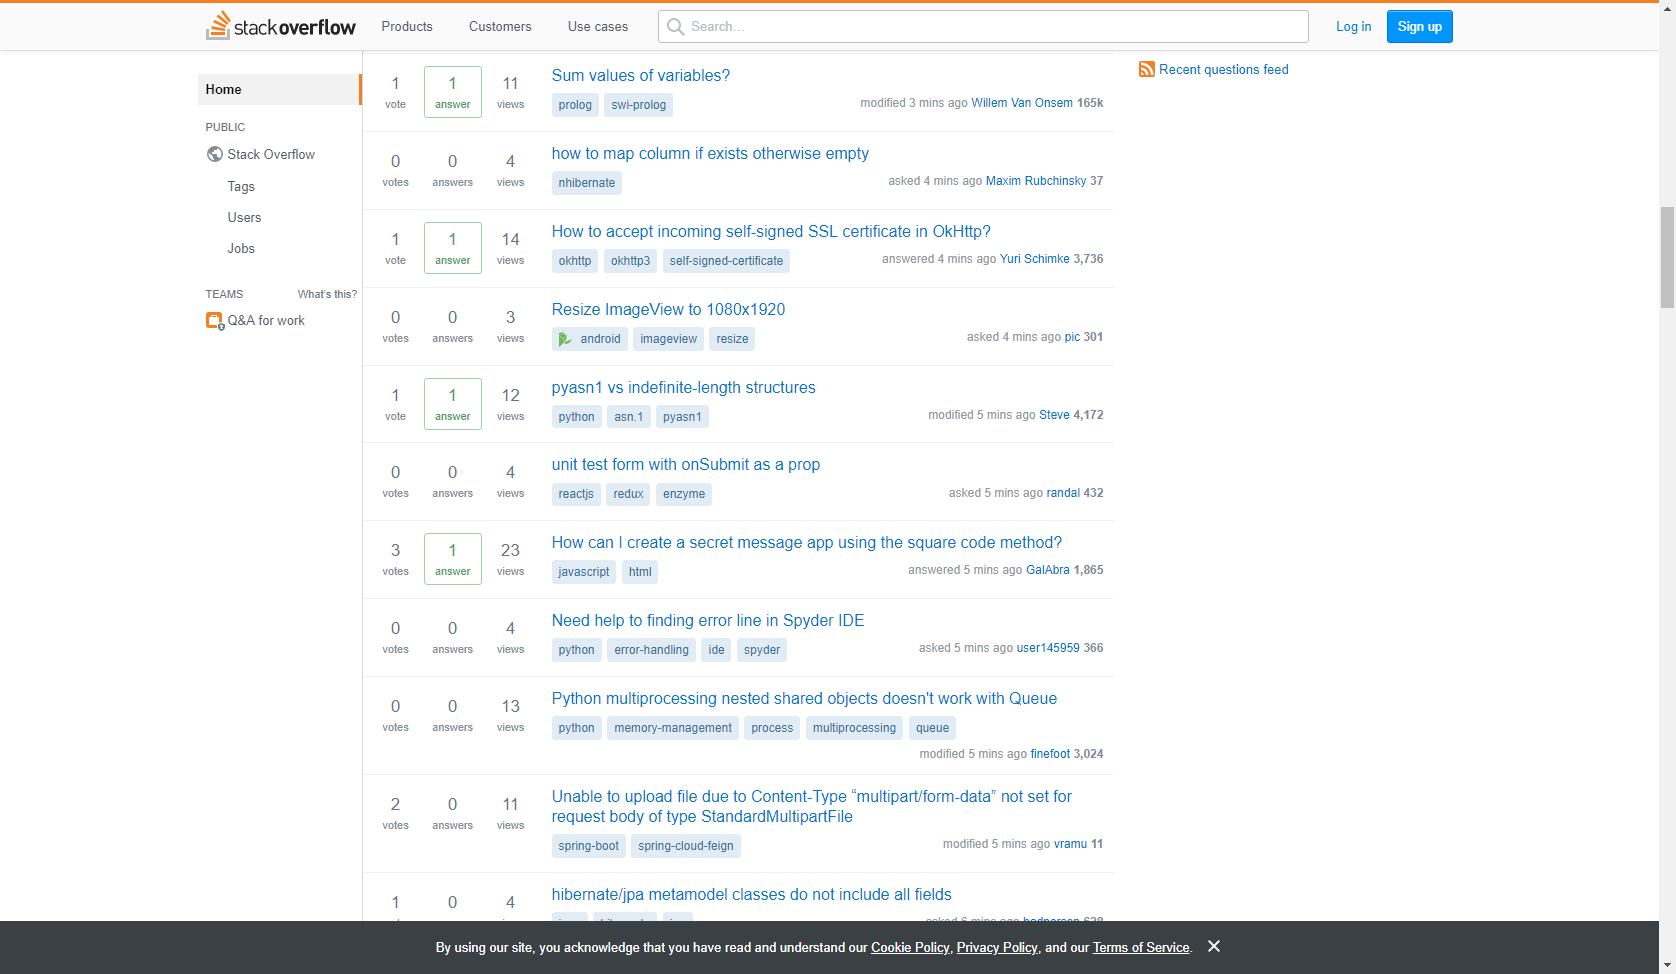 stackoverflow
Products
Customers
Use cases
Search...
Log in
Sign up
Home
PUBLIC
Stack Overflow
Tags
Users
Jobs
TEAMS
What's this?
Q&A for work
1 vote
1 answer
11 views
Sum values of variables?
prolog swi-prolog
modified 3 mins ago Willem Van Onsem 165k
0 votes
0 answers
4 views
how to map column if exists otherwise empty
nhibernate
asked 4 mins ago Maxim Rubchinsky 37
1 vote
1 answer
14 views
How to accept incoming self-signed SSL certificate in OkHttp?
okhttp okhttp3 self-signed-certificate
answered 4 mins ago Yuri Schimke 3,736
0 votes
0 answers
3 views
Resize ImageView to 1080x1920
android imageview resize
asked 4 mins ago pic 301
1 vote
1 answer
12 views
pyasn1 vs indefinite-length structures
python asn.1 pyasn1
modified 5 mins ago Steve 4,172
0 votes
0 answers
4 views
unit test form with onSubmit as a prop
reactjs redux enzyme
asked 5 mins ago randal 432
3 votes
1 answer
23 views
How can I create a secret message app using the square code method?
javascript html
answered 5 mins ago GalAbra 1,865
0 votes
0 answers
4 views
Need help to finding error line in Spyder IDE
python error-handling ide spyder
asked 5 mins ago user145959 366
0 votes
0 answers
13 views
Python multiprocessing nested shared objects doesn't work with Queue
python memory-management process multiprocessing queue
modified 5 mins ago finefoot 3,024
2 votes
0 answers
11 views
Unable to upload file due to Content-Type “multipart/form-data” not set for
request body of type StandardMultipartFile
spring-boot spring-cloud-feign
modified 5 mins ago vramu 11
1
0
4
hibernate/jpa metamodel classes do not include all fields
Recent questions feed
By using our site, you acknowledge that you have read and understand our Cookie Policy, Privacy Policy, and our Terms of Service.